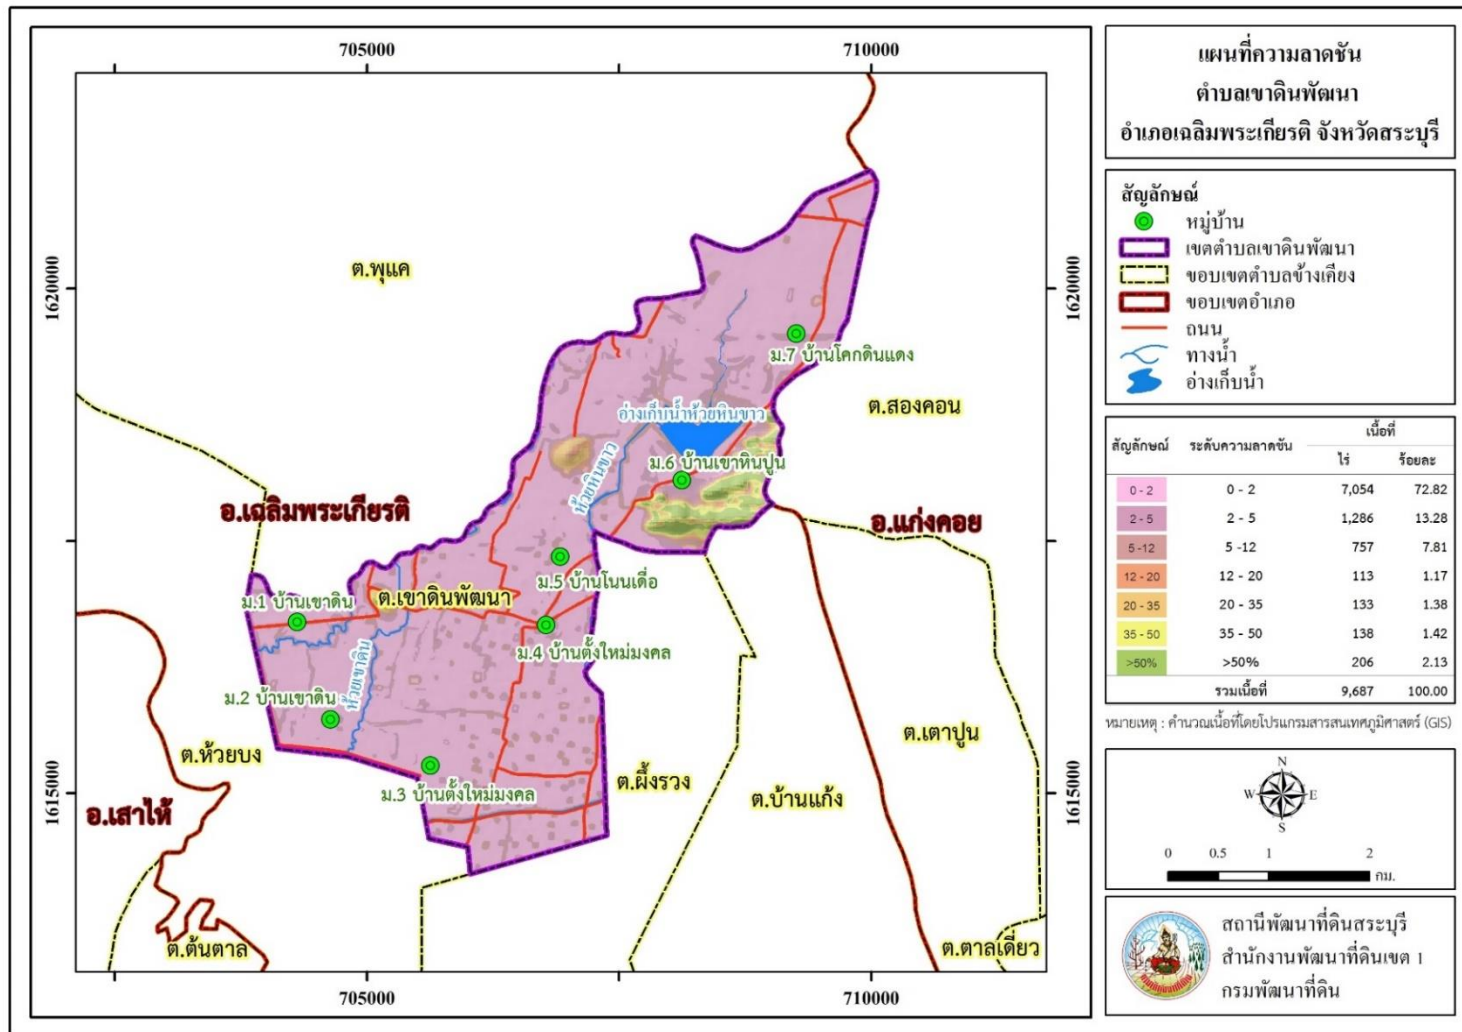 705000
710000
1620000
1620000
1615000
1615000
705000
710000
ต.พุแค
ม.7 บ้านโคกดินแดง
ต.สองคอน
อ่างเก็บน้ำห้วยหินขาว
ม.6 บ้านเขาหินปูน
ห้วยหินขาว
อ.เฉลิมพระเกียรติ
อ.แก่งคอย
ม.5 บ้านโนนเดื่อ
ต.เขาดินพัฒนา
ม.1 บ้านเขาดิน
ม.4 บ้านตั้งใหม่มงคล
ห้วยเขาดิน
ม.2 บ้านเขาดิน
ต.เตาปูน
ต.ห้วยบง
ต.ผึ้งรวง
ม.3 บ้านตั้งใหม่มงคล
ต.บ้านแก้ง
อ.เสาไห้
ต.ต้นตาล
ต.ตาลเดี่ยว
แผนที่ความลาดชัน
ตำบลเขาดินพัฒนา
อำเภอเฉลิมพระเกียรติ จังหวัดสระบุรี
สัญลักษณ์
หมู่บ้าน
เขตตำบลเขาดินพัฒนา
ขอบเขตตำบลข้างเคียง
ขอบเขตอำเภอ
ถนน
ทางน้ำ
อ่างเก็บน้ำ
สัญลักษณ์ ระดับความลาดชัน เนื้อที่
ไร่ ร้อยละ
0 - 2 0 - 2 7,054 72.82
2 - 5 2 - 5 1,286 13.28
5 -12 5 -12 757 7.81
12 - 20 12 - 20 113 1.17
20 - 35 20 - 35 133 1.38
35 - 50 35 - 50 138 1.42
>50% >50% 206 2.13
รวมเนื้อที่ 9,687 100.00
หมายเหตุ : คำนวณเนื้อที่โดยโปรแกรมสารสนเทศภูมิศาสตร์ (GIS)
N
W E
S
0 0.5 1 2
กม.
สถานีพัฒนาที่ดินสระบุรี
สำนักงานพัฒนาที่ดินเขต 1
กรมพัฒนาที่ดิน